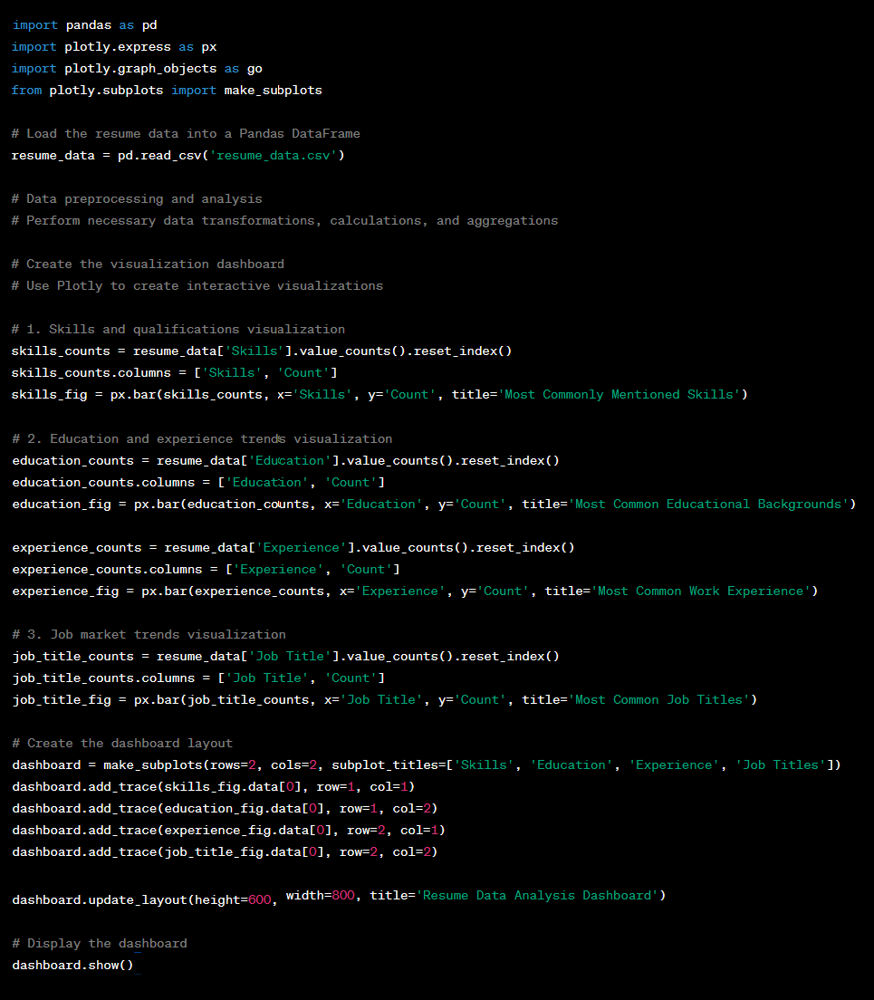 import pandas as pd
import plotly.express as px
import plotly.graph_objects as go
from plotly.subplots import make_subplots
# Load the resume data into a Pandas DataFrame
resume_data = pd.read_csv('resume_data.csv')
# Data preprocessing and analysis
# Perform necessary data transformations, calculations, and aggregations
# Create the visualization dashboard
# Use Plotly to create interactive visualizations
# 1. Skills and qualifications visualization
skills_counts = resume_data['Skills'].value_counts().reset_index()
skills_counts.columns = ['Skills', 'Count']
skills_fig = px.bar(skills_counts, x='Skills', y='Count', title='Most Commonly Mentioned Skills')
# 2. Education and experience trends visualization
education_counts = resume_data['Education'].value_counts().reset_index()
education_counts.columns = ['Education', 'Count']
education_fig = px.bar(education_counts, x='Education', y='Count', title='Most Common Educational Backgrounds')
experience_counts = resume_data['Experience'].value_counts().reset_index()
experience_counts.columns = ['Experience', 'Count']
experience_fig = px.bar(experience_counts, x='Experience', y='Count', title='Most Common Work Experience')
# 3. Job market trends visualization
job_title_counts = resume_data['Job Title'].value_counts().reset_index()
job_title_counts.columns = ['Job Title', 'Count']
job_title_fig = px.bar(job_title_counts, x='Job Title', y='Count', title='Most Common Job Titles')
# Create the dashboard layout
dashboard = make_subplots(rows=2, cols=2, subplot_titles=['Skills', 'Education', 'Experience', 'Job Titles'])
dashboard.add_trace(skills_fig.data[0], row=1, col=1)
dashboard.add_trace(education_fig.data[0], row=1, col=2)
dashboard.add_trace(experience_fig.data[0], row=2, col=1)
dashboard.add_trace(job_title_fig.data[0], row=2, col=2)
dashboard.update_layout(height=600, width=800, title='Resume Data Analysis Dashboard')
# Display the dashboard
dashboard.show()